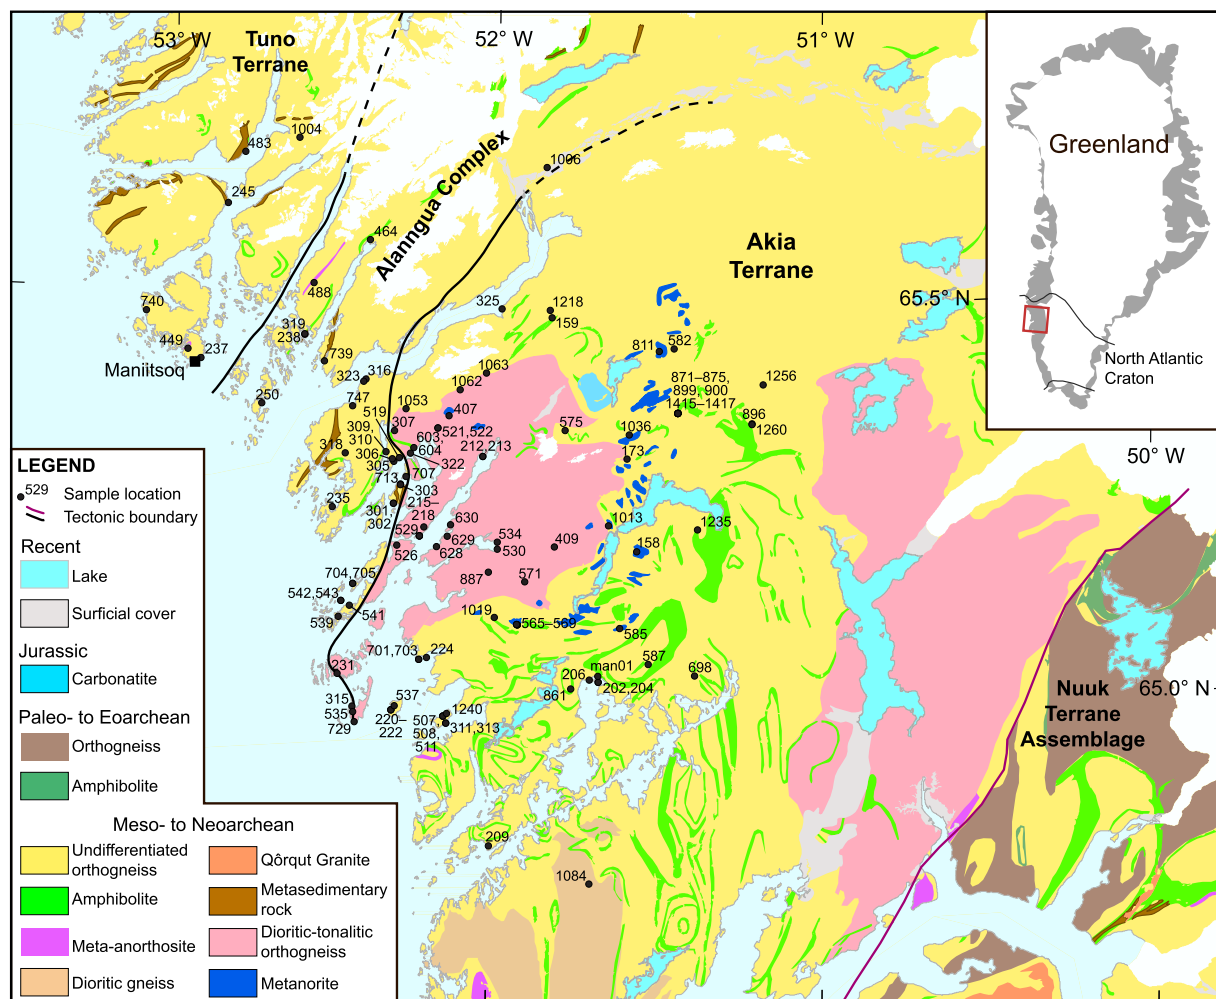 53° W
52° W
51° W
Tuno
Terrane
Greenland
North Atlantic
Craton
1004
483
245
1006
Alanngua Complex
464
Akia
Terrane
488
740
325
1218
159
65.5° N
319
238
449
237
Maniitsoq
739
811
582
323
316
1063
1062
871–875,
899, 900
1415–1417
1256
250
747
1053
407
519
307
521,522
575
896
1260
309,
310
603,
604
212,213
1036
318
306
305
322
173
707
713
303
235
301,
302
215–
218
529
630
1013
1235
534
530
409
158
526
629
628
50° W
704,705
887
571
542,543
541
539
1019
565–569
585
701,703
224
231
587
man01
206
202,204
698
861
65.0° N
Nuuk
Terrane
Assemblage
315
535
729
537
220–
222
1240
507,
508,
511
311,313
209
1084
LEGEND
529
Sample location
Tectonic boundary
Recent
Lake
Surficial cover
Jurassic
Carbonatite
Paleo- to Eoarchean
Orthogneiss
Amphibolite
Meso- to Neoarchean
Undifferentiated
orthogneiss
Amphibolite
Meta-anorthosite
Dioritic gneiss
Qôrqut Granite
Metasedimentary
rock
Dioritic-tonalitic
orthogneiss
Metanorite